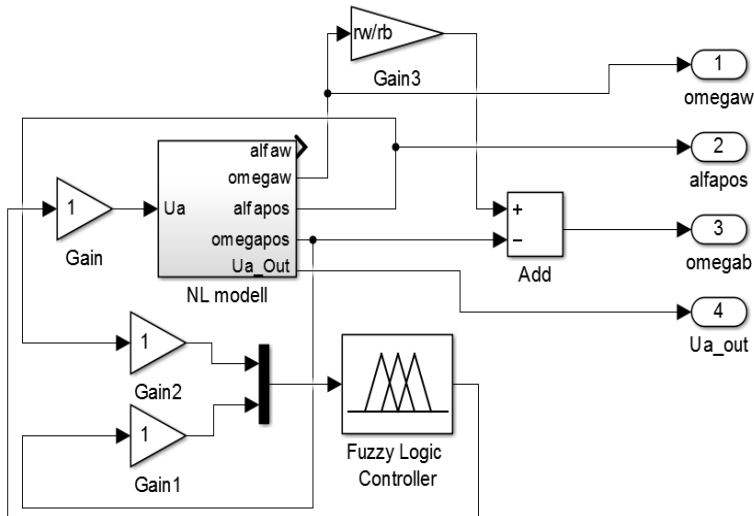 rw/rb
Gain3
1
omegaw
alfaw
omegaw
2
alfapos
1
Gain
Ua
alfapos
omegapos
Ua_Out
NL modell
+
−
Add
3
omegab
4
Ua_out
1
Gain2
1
Gain1
Fuzzy Logic
Controller